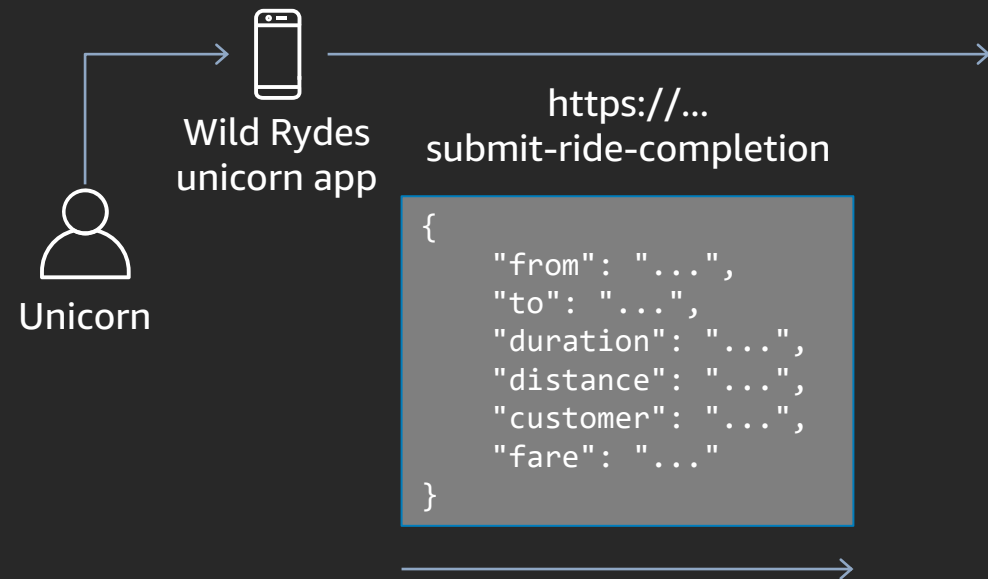 Wild Rydes
unicorn app
Unicorn
https://...
submit-ride-completion
{
    "from": "...",
    "to": "...",
    "duration": "...",
    "distance": "...",
    "customer": "...",
    "fare": "..."
}